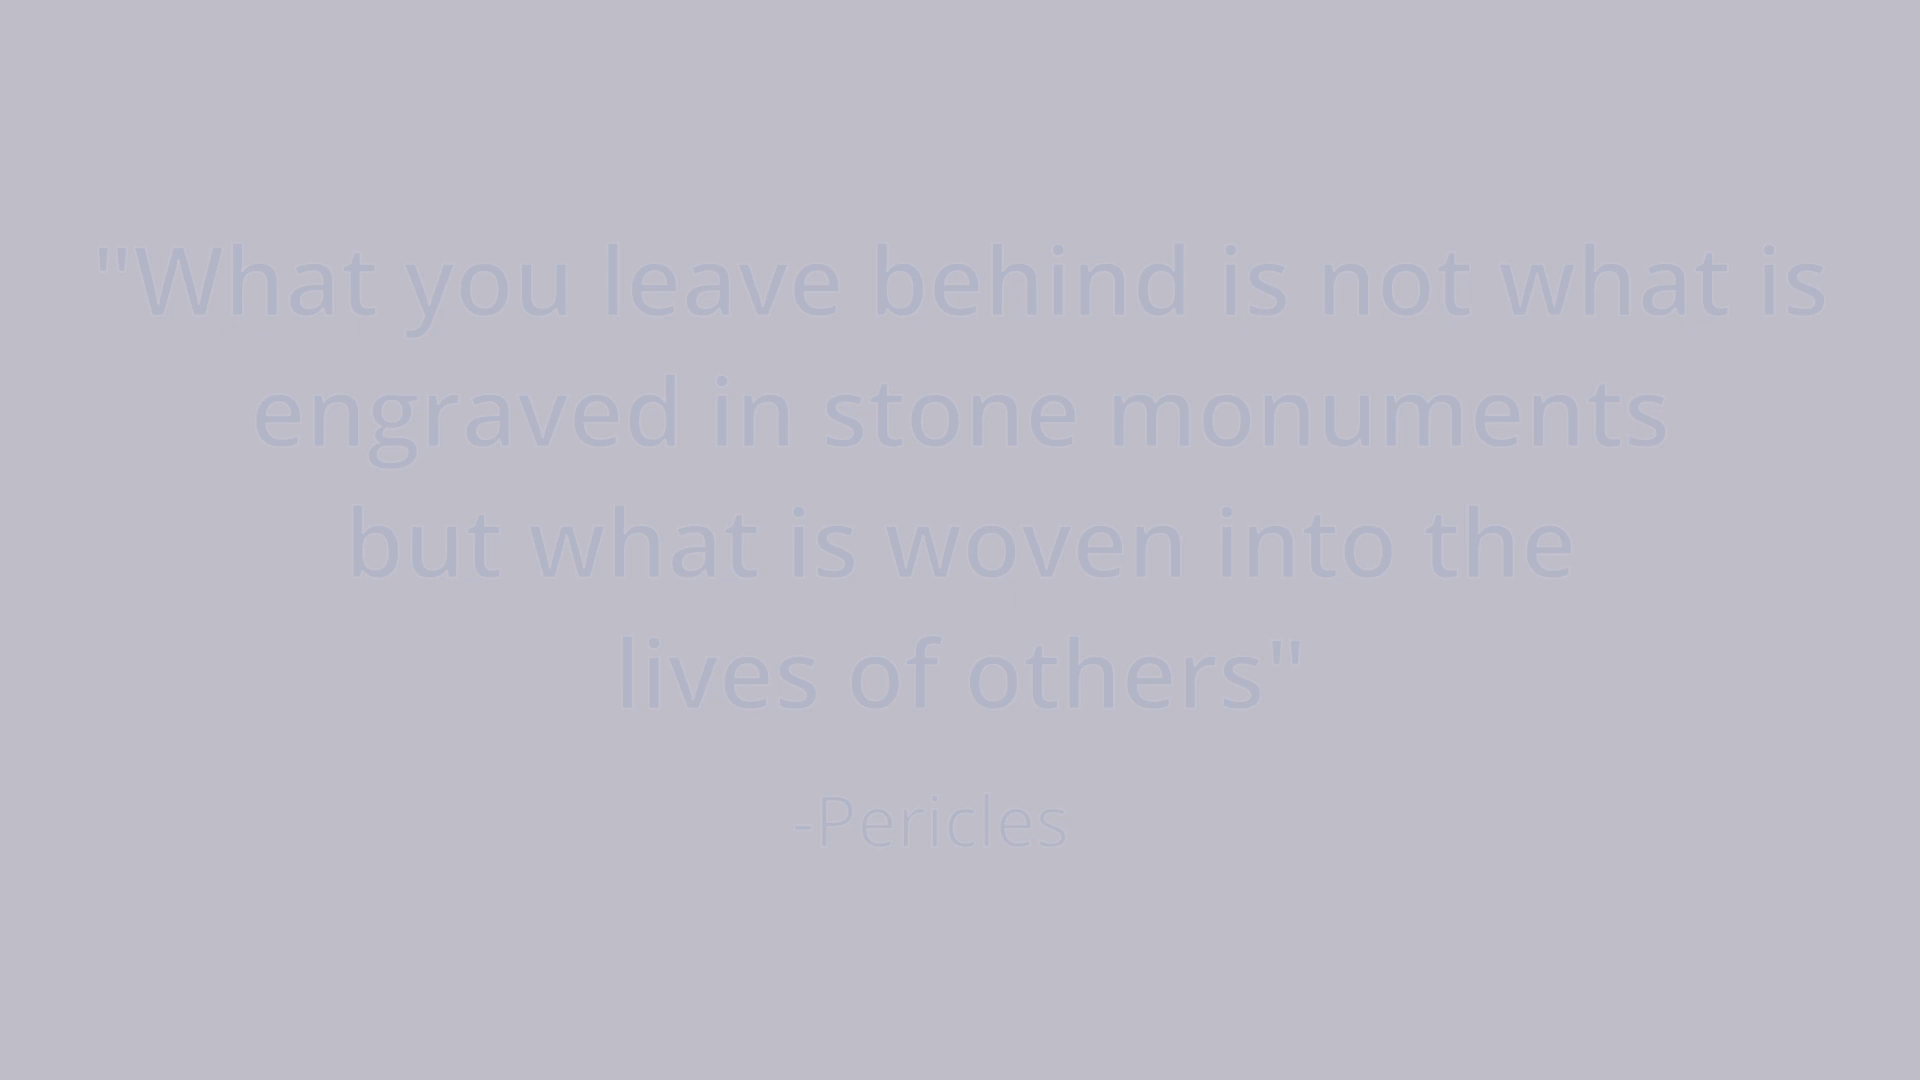 "What you leave behind is not what is
engraved in stone monuments
but what is woven into the
lives of others"
-Pericles